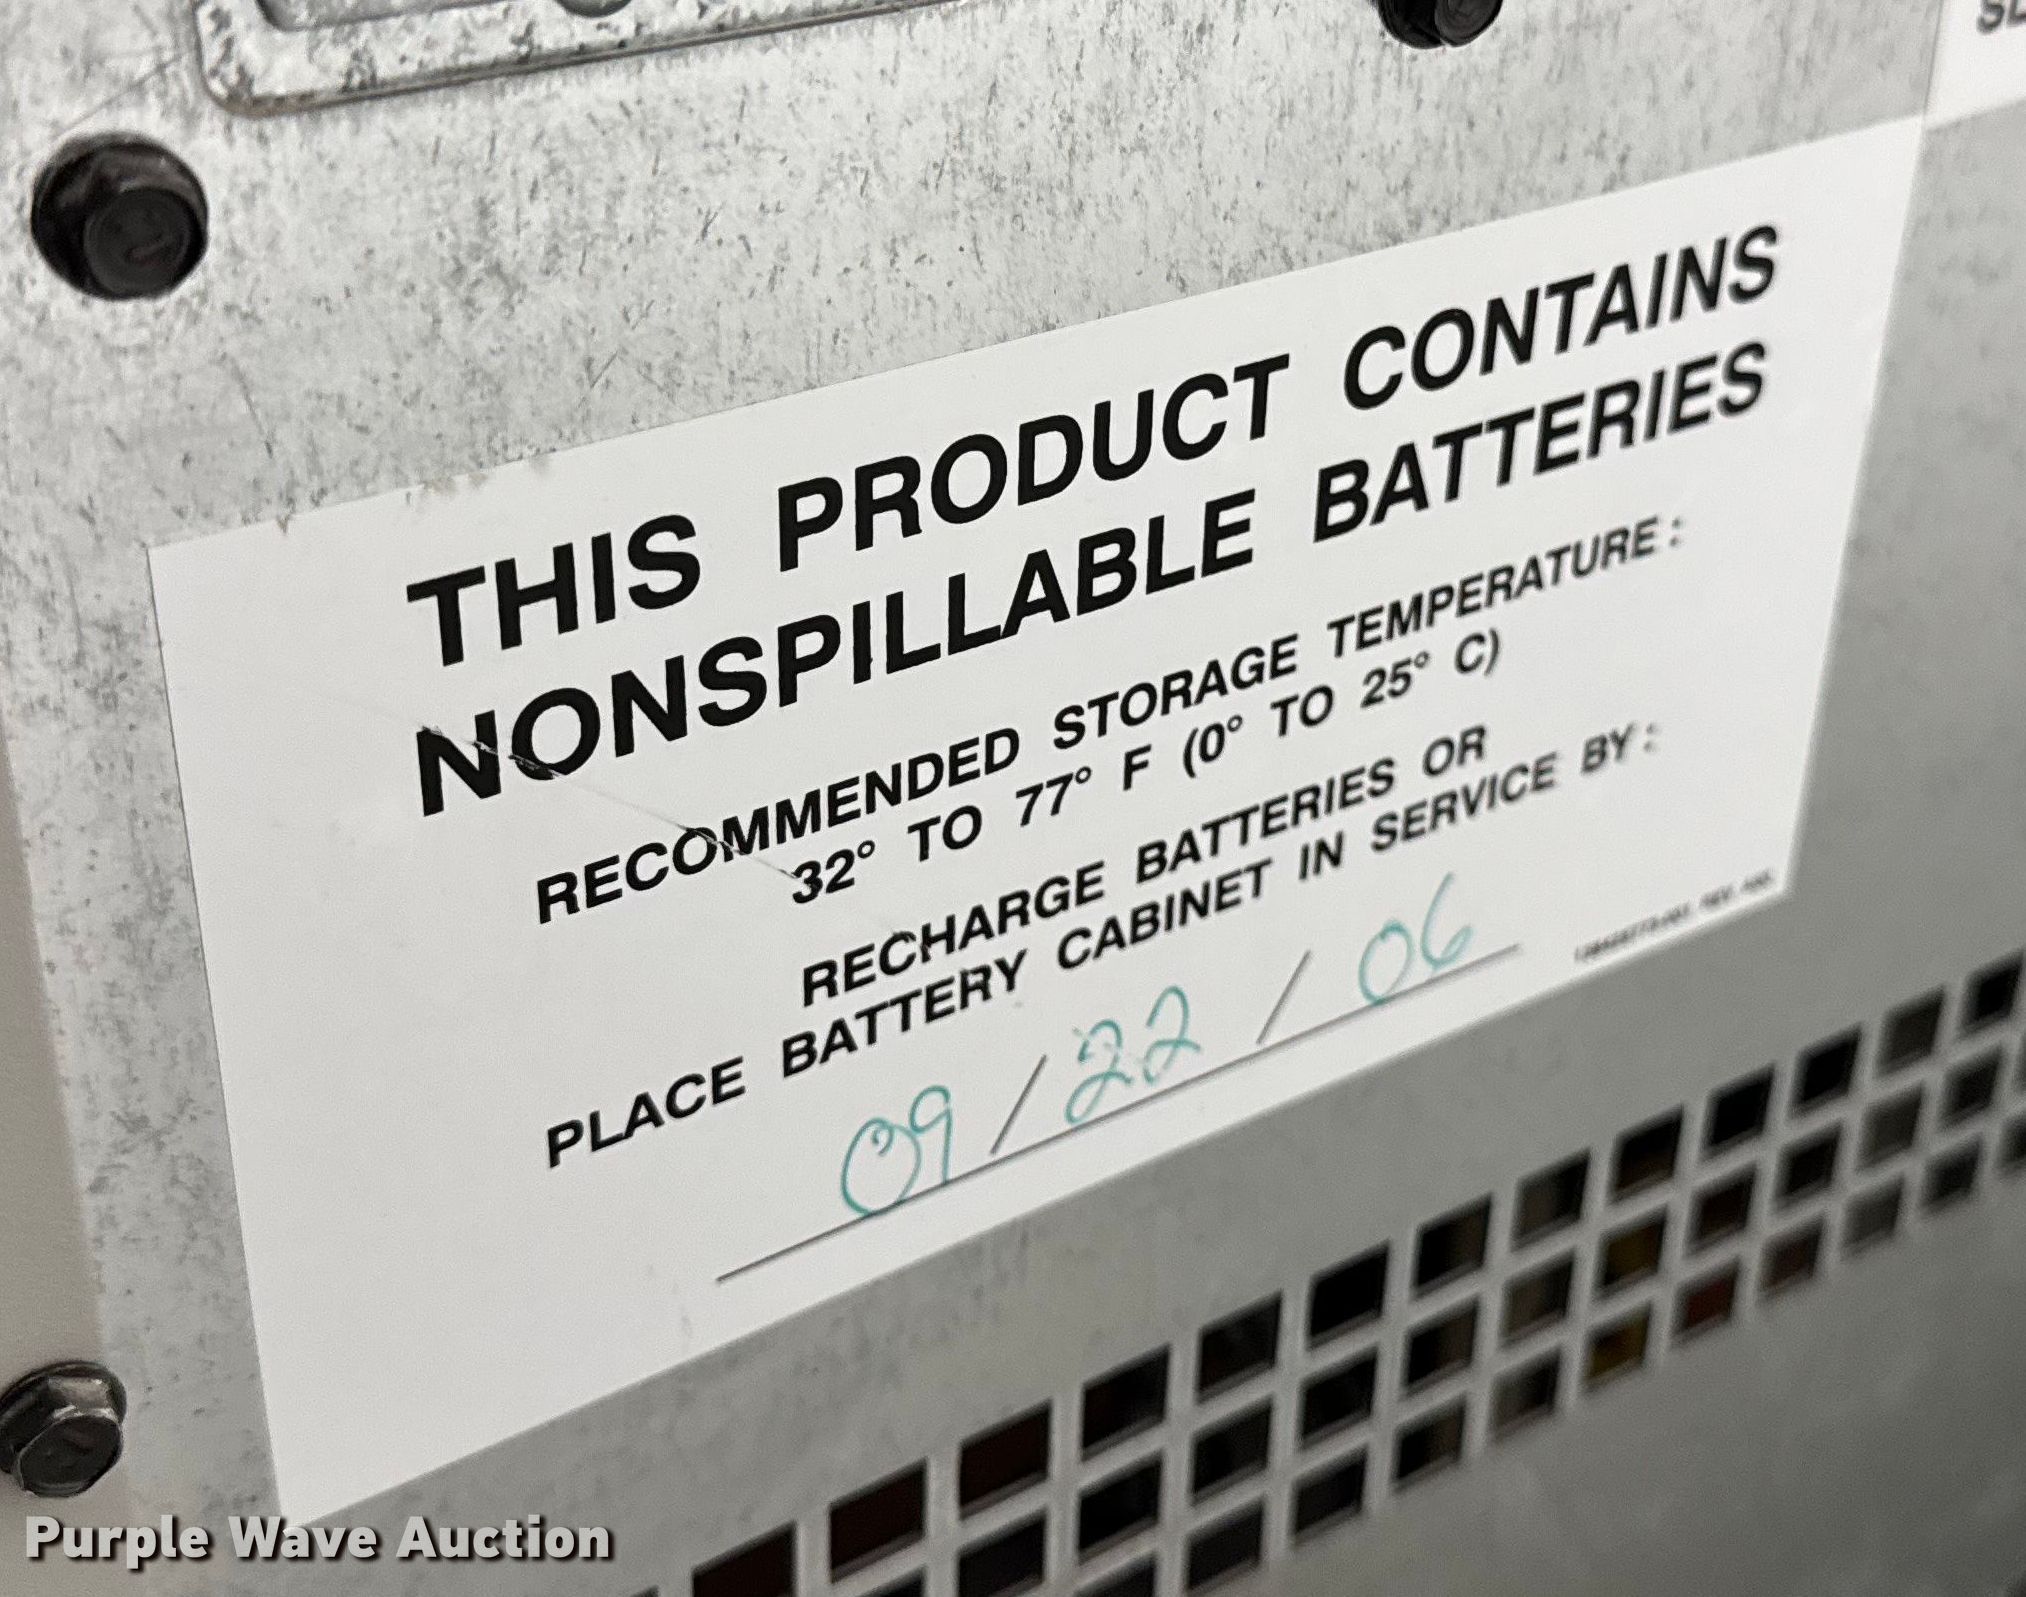 THIS PRODUCT CONTAINS
NONSPILLABLE BATTERIES
RECOMMENDED STORAGE TEMPERATURE:
32° TO 77° F (0° TO 25° C)
RECHARGE BATTERIES OR
PLACE BATTERY CABINET IN SERVICE BY:
09/22/06
Purple Wave Auction